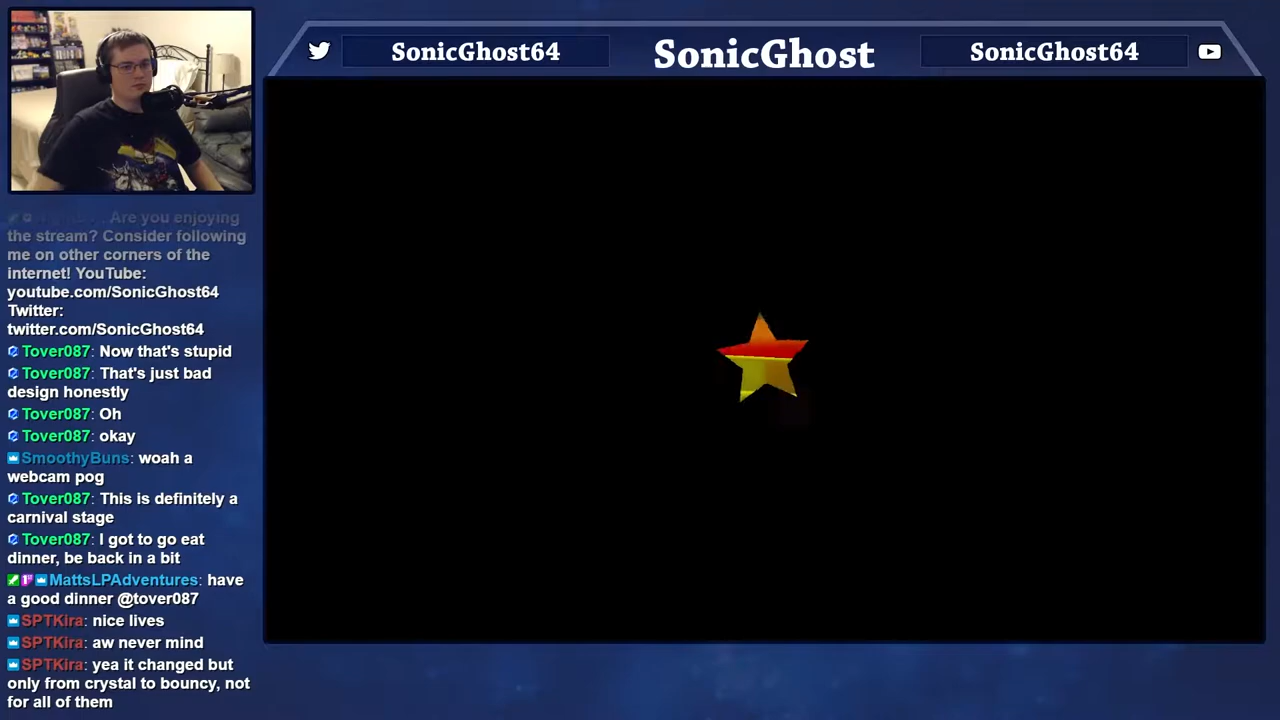 SonicGhost64
SonicGhost
SonicGhost64
Are you enjoying
the stream? Consider following
me on other corners of the
internet! YouTube:
youtube.com/SonicGhost64
Twitter:
twitter.com/SonicGhost64
Tover087: Now that's stupid
Tover087: That's just bad
design honestly
Tover087: Oh
Tover087: okay
SmoothyBuns: woah a
webcam pog
Tover087: This is definitely a
carnival stage
Tover087: I got to go eat
dinner, be back in a bit
MattsLPAdventures: have
a good dinner @tover087
SPTKira: nice lives
SPTKira: aw never mind
SPTKira: yea it changed but
only from crystal to bouncy, not
for all of them